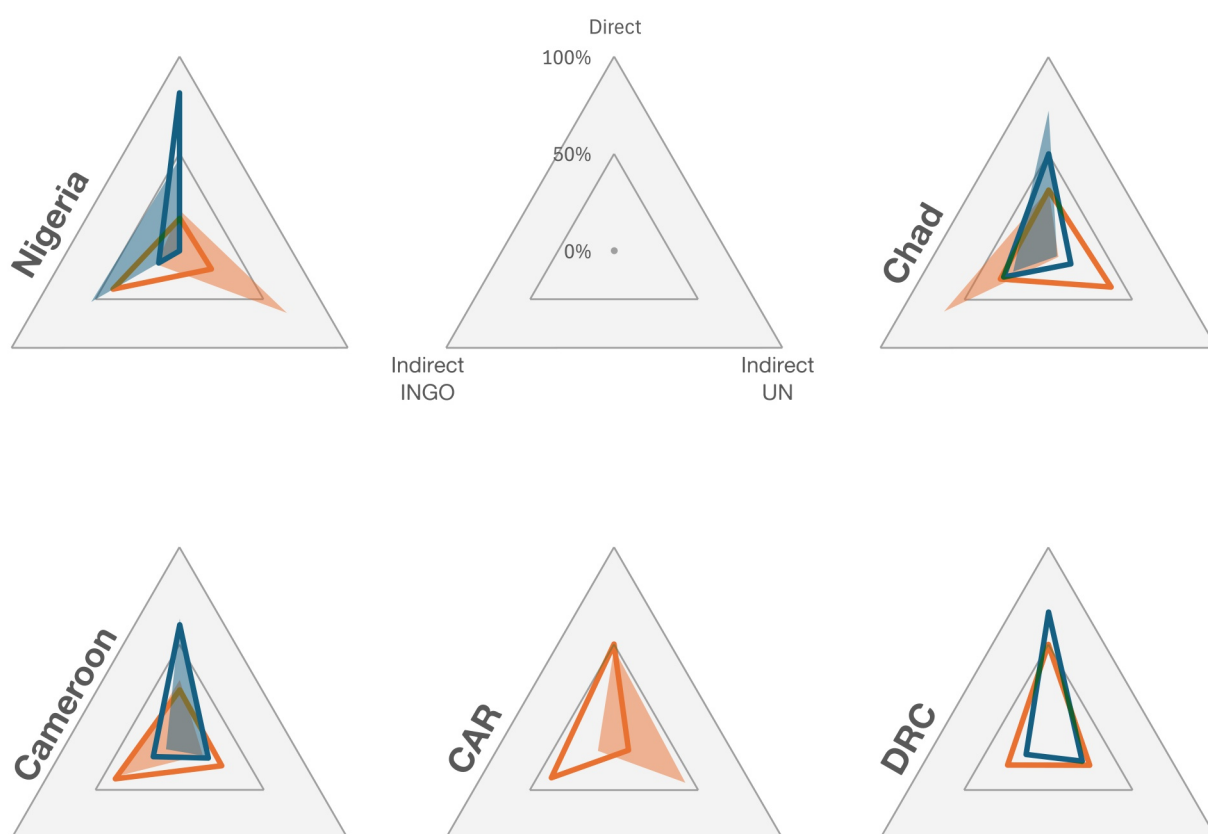 Direct
100%
50%
0%
Indirect
INGO
Indirect
UN
Nigeria
Chad
Cameroon
CAR
DRC